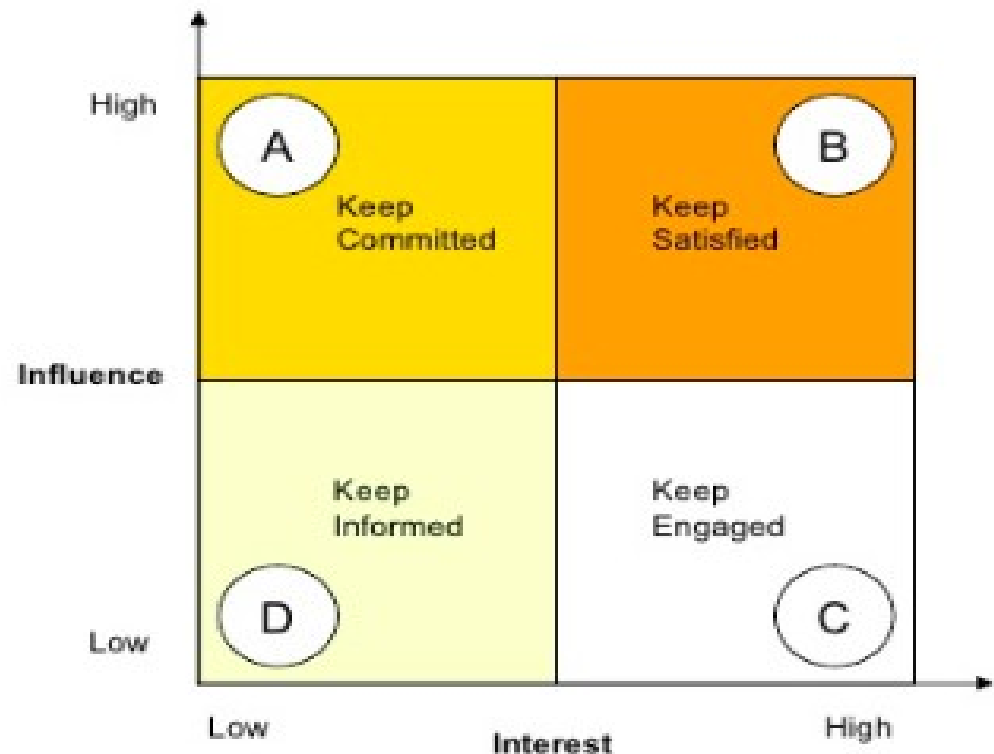 High
A
B
Keep
Committed
Keep
Satisfied
Influence
Keep
Informed
Keep
Engaged
D
C
Low
Low
Interest
High